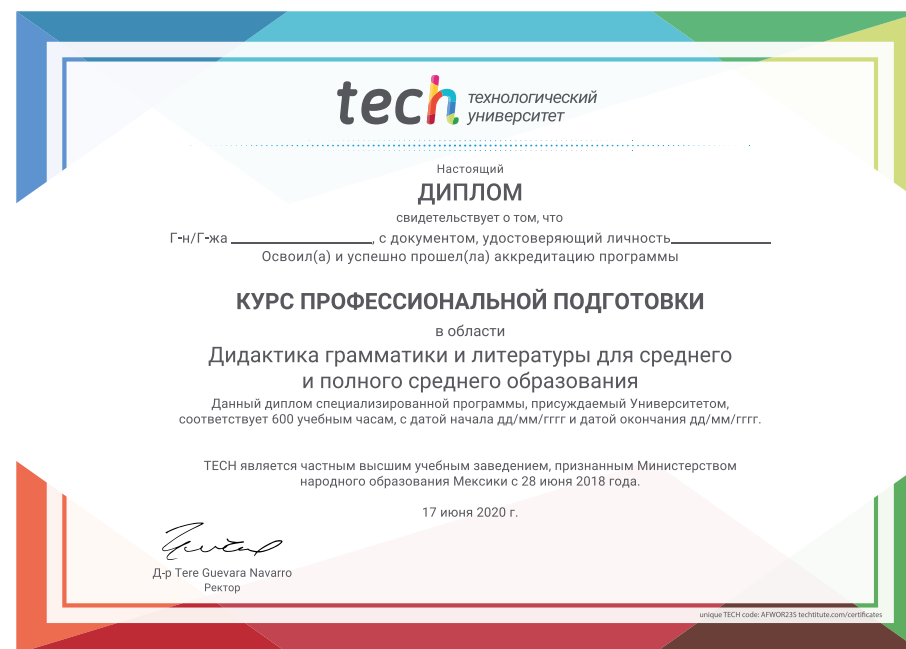 tech технологический
университет
Настоящий
ДИПЛОМ
свидетельствует о том, что
Г-н/Г-жа , с документом, удостоверяющий личность
Освоил(а) и успешно прошел(ла) аккредитацию программы
КУРС ПРОФЕССИОНАЛЬНОЙ ПОДГОТОВКИ
в области
Дидактика грамматики и литературы для среднего
и полного среднего образования
Данный диплом специализированной программы, присуждаемый Университетом,
соответствует 600 учебным часам, с датой начала дд/мм/гггг и датой окончания дд/мм/гггг.
TECH является частным высшим учебным заведением, признанным Министерством
народного образования Мексики с 28 июня 2018 года.
17 июня 2020 г.
Д-р Tere Guevara Navarro
Ректор
unique TECH code: AFWOR23S techtitute.com/certificates